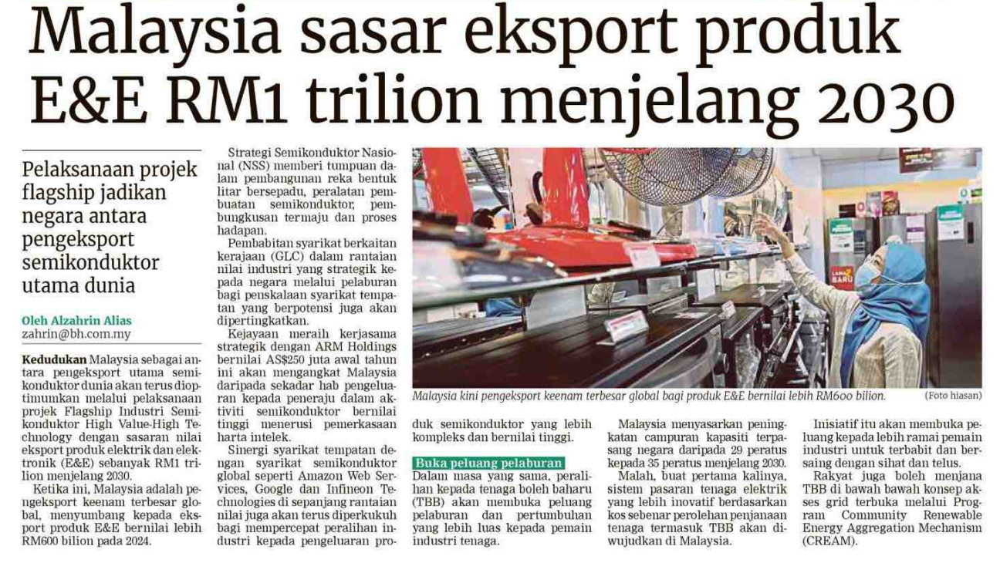 Malaysia sasar eksport produk
E&E RM1 trilion menjelang 2030
Pelaksanaan projek
flagship jadikan
negara antara
pengeksport
semikonduktor
utama dunia
Oleh Alzahrin Alias
zahrin@bh.com.my
Kedudukan Malaysia sebagai an-
tara pengeksport utama semi-
konduktor dunia akan terus diop-
timumkan melalui pelaksanaan
projek Flagship Industri Semi-
konduktor High Value-High Te-
chnology dengan sasaran nilai
eksport produk elektrik dan elek-
tronik (E&E) sebanyak RM1 tri-
lion menjelang 2030.
Ketika ini, Malaysia adalah pe-
ngeksport keenam terbesar glo-
bal, menyumbang kepada eks-
port produk E&E bernilai lebih
RM600 bilion pada 2024.
Strategi Semikonduktor Nasio-
nal (NSS) memberi tumpuan da-
lam pembangunan reka bentuk
litar bersepadu, peralatan pem-
buatan semikonduktor, pem-
bungkusan termaju dan proses
hadapan.
Pembabitan syarikat berkaitan
kerajaan (GLC) dalam rantaian
nilai industri yang strategik ke-
pada negara melalui pelaburan
bagi penskalaan syarikat tempa-
tan yang berpotensi juga akan
dipertingkatkan.
Kejayaan meraih kerjasama
strategik dengan ARM Holdings
bernilai AS$250 juta awal tahun
ini akan mengangkat Malaysia
daripada sekadar hab pengelua-
ran kepada peneraju dalam ak-
tiviti semikonduktor bernilai
tinggi menerusi pemerkasaan
harta intelek.
Sinergi syarikat tempatan de-
ngan syarikat semikonduktor
global seperti Amazon Web Ser-
vices, Google dan Infineon Te-
chnologies di sepanjang rantaian
nilai juga akan terus diperkukuh
bagi mempercepat peralihan in-
dustri kepada pengeluaran pro-
LAMA
BARU
Malaysia kini pengeksport keenam terbesar global bagi produk E&E bernilai lebih RM600 bilion. (Foto hiasan)
duk semikonduktor yang lebih
kompleks dan bernilai tinggi.
Buka peluang pelaburan
Dalam masa yang sama, perali-
han kepada tenaga boleh baharu
(TBB) akan membuka peluang
pelaburan dan pertumbuhan
yang lebih luas kepada pemain
industri tenaga.
Malaysia menyasarkan pening-
katan campuran kapasiti terpa-
sang negara daripada 29 peratus
kepada 35 peratus menjelang 2030.
Malah, buat pertama kalinya,
sistem pasaran tenaga elektrik
yang lebih inovatif berdasarkan
kos sebenar perolehan penjanaan
tenaga termasuk TBB akan di-
wujudkan di Malaysia.
Inisiatif itu akan membuka pe-
luang kepada lebih ramai pemain
industri untuk terbabit dan ber-
saing dengan sihat dan telus.
Rakyat juga boleh menjana
TBB di bawah bawah konsep ak-
ses grid terbuka melalui Prog-
ram Community Renewable
Energy Aggregation Mechanism
(CREAM).